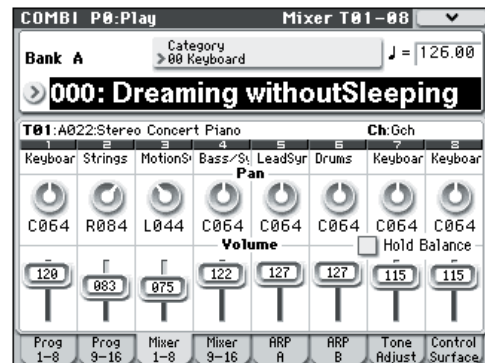 COMBI P0:Play Mixer T01-08
Bank A
Category
00 Keyboard
♩ = 126.00
000: Dreaming withoutSleeping
T01:A022:Stereo Concert Piano Ch:Gch
1 2 3 4 5 6 7 8
Keyboar Strings MotionSy Bass/Sy LeadSyr Drums Keyboar Keyboar
Pan
C064 R084 L044 C064 C064 C064 C064 C064
Volume Hold Balance
120 083 075 122 127 127 115 115
Prog 1-8 Prog 9-16 Mixer 1-8 Mixer 9-16 ARP A ARP B Tone Adjust Control Surface